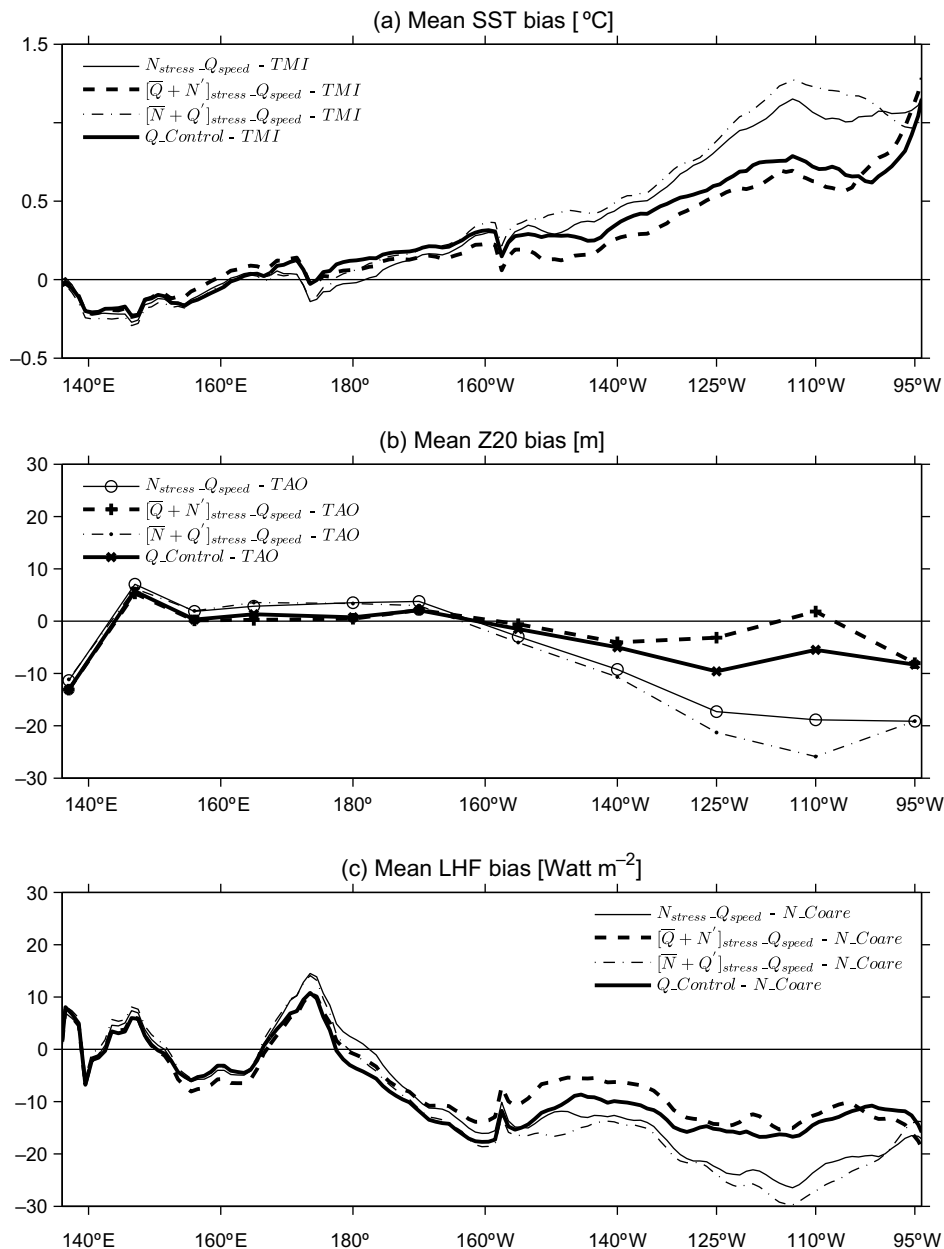 (a) Mean SST bias [ ºC]
1.5
1
0.5
0
–0.5
N_stress_Q_speed - TMI
[Q̅ + N′]_stress_Q_speed - TMI
[N̅ + Q′]_stress_Q_speed - TMI
Q_Control - TMI
140ºE 160ºE 180º 160ºW 140ºW 125ºW 110ºW 95ºW
(b) Mean Z20 bias [m]
30
20
10
0
–10
–20
–30
N_stress_Q_speed - TAO
[Q̅ + N′]_stress_Q_speed - TAO
[N̅ + Q′]_stress_Q_speed - TAO
Q_Control - TAO
140ºE 160ºE 180º 160ºW 140ºW 125ºW 110ºW 95ºW
(c) Mean LHF bias [Watt m⁻²]
30
20
10
0
–10
–20
–30
N_stress_Q_speed - N_Coare
[Q̅ + N′]_stress_Q_speed - N_Coare
[N̅ + Q′]_stress_Q_speed - N_Coare
Q_Control - N_Coare
140ºE 160ºE 180º 160ºW 140ºW 125ºW 110ºW 95ºW